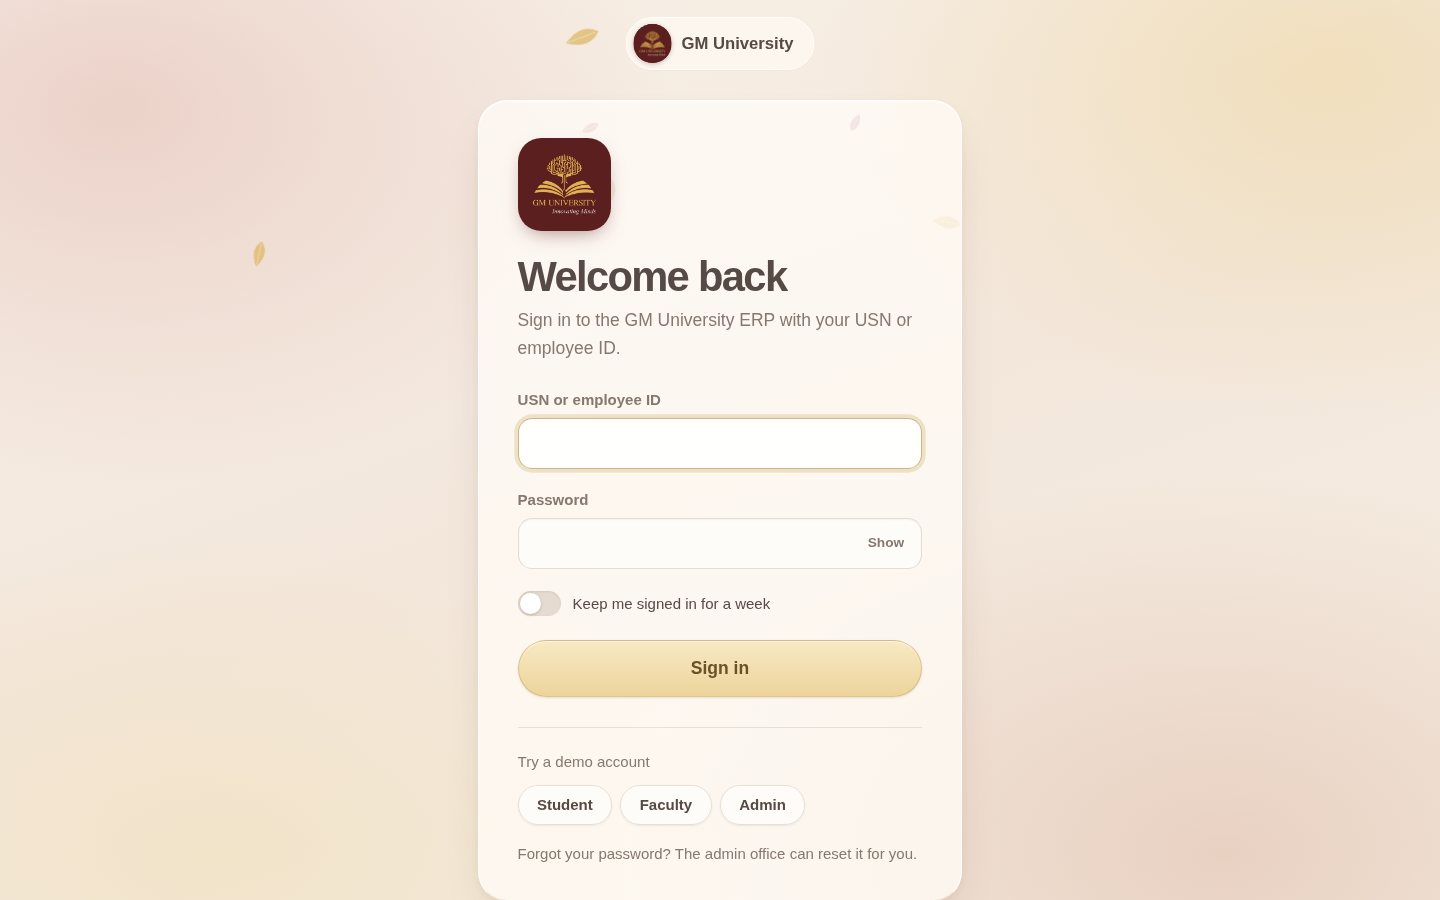 GM University
GM UNIVERSITY
Innovating Minds
Welcome back
Sign in to the GM University ERP with your USN or
employee ID.
USN or employee ID
Password
Show
Keep me signed in for a week
Sign in
Try a demo account
Student
Faculty
Admin
Forgot your password? The admin office can reset it for you.